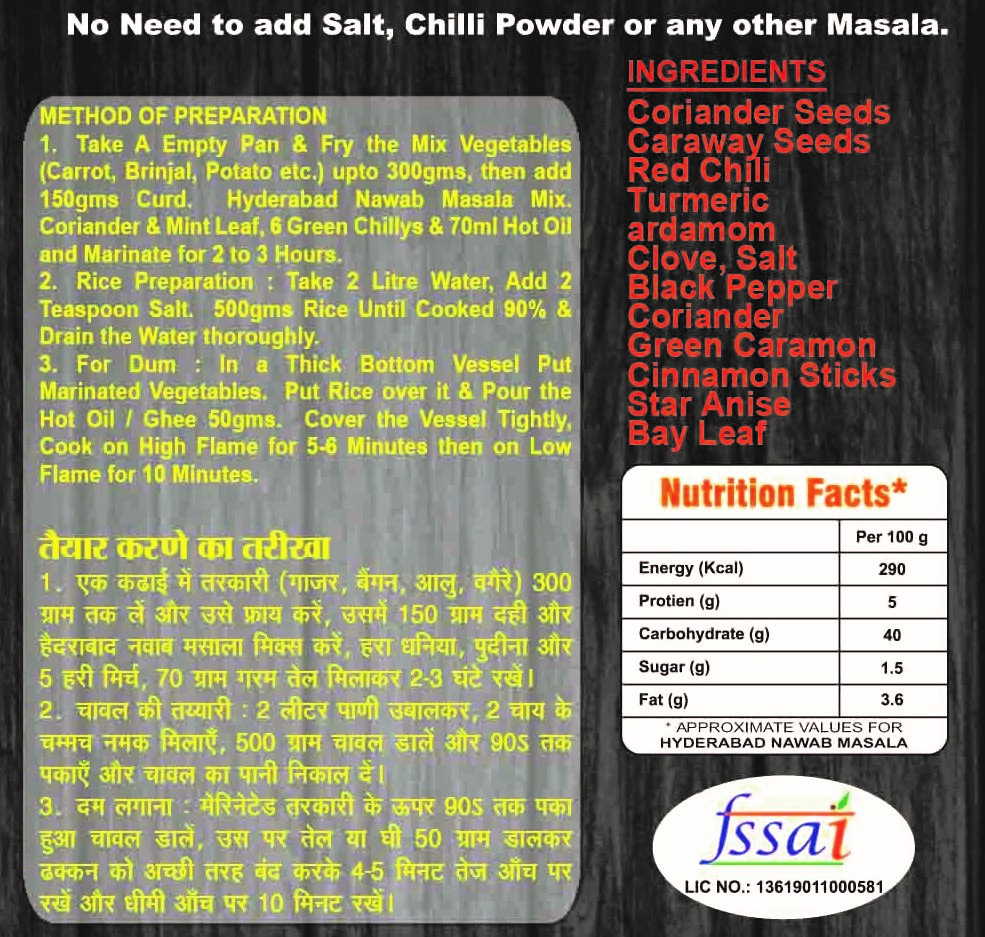 No Need to add Salt, Chilli Powder or any other Masala.
METHOD OF PREPARATION
1. Take A Empty Pan & Fry the Mix Vegetables
(Carrot, Brinjal, Potato etc.) upto 300gms, then add
150gms Curd. Hyderabad Nawab Masala Mix.
Coriander & Mint Leaf, 6 Green Chillys & 70ml Hot Oil
and Marinate for 2 to 3 Hours.
2. Rice Preparation : Take 2 Litre Water, Add 2
Teaspoon Salt. 500gms Rice Until Cooked 90% &
Drain the Water thoroughly.
3. For Dum : In a Thick Bottom Vessel Put
Marinated Vegetables. Put Rice over it & Pour the
Hot Oil / Ghee 50gms. Cover the Vessel Tightly,
Cook on High Flame for 5-6 Minutes then on Low
Flame for 10 Minutes.
तैयार करणे का तरीखा
1. एक कढाई में तरकारी (गाजर, बैंगन, आलु, वगैरे) 300
ग्राम तक लें और उसे फ्राय करें, उसमें 150 ग्राम दही और
हैदराबाद नवाब मसाला मिक्स करें, हरा धनिया, पुदीना और
5 हरी मिर्च, 70 ग्राम गरम तेल मिलाकर 2-3 घंटे रखें।
2. चावल की तय्यारी : 2 लीटर पाणी उबालकर, 2 चाय के
चम्मच नमक मिलाएँ, 500 ग्राम चावल डालें और 90S तक
पकाएँ और चावल का पानी निकाल दें।
3. दम लगाना : मेरिनेटेड तरकारी के ऊपर 90S तक पका
हुआ चावल डालें, उस पर तेल या घी 50 ग्राम डालकर
ढक्कन को अच्छी तरह बंद करके 4-5 मिनट तेज आँच पर
रखें और धीमी आँच पर 10 मिनट रखें।
INGREDIENTS
Coriander Seeds
Caraway Seeds
Red Chili
Turmeric
ardamom
Clove, Salt
Black Pepper
Coriander
Green Caramon
Cinnamon Sticks
Star Anise
Bay Leaf
Nutrition Facts*
Per 100 g
Energy (Kcal) 290
Protien (g) 5
Carbohydrate (g) 40
Sugar (g) 1.5
Fat (g) 3.6
* APPROXIMATE VALUES FOR
HYDERABAD NAWAB MASALA
fssai
LIC NO.: 13619011000581